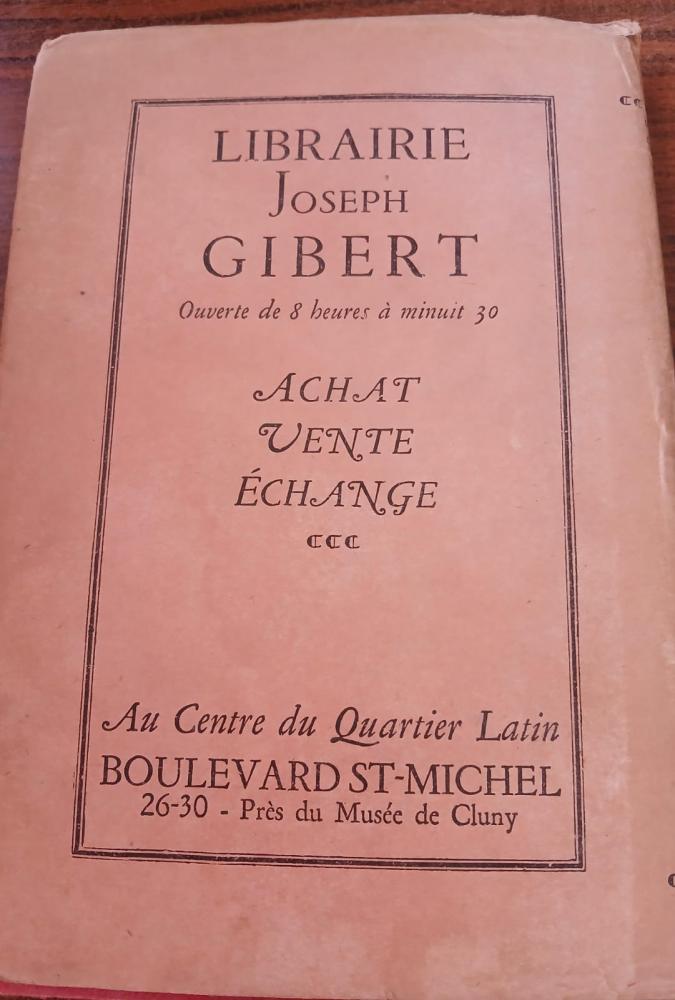 LIBRAIRIE
JOSEPH
GIBERT
Ouverte de 8 heures à minuit 30
ACHAT
VENTE
ÉCHANGE
Au Centre du Quartier Latin
BOULEVARD ST-MICHEL
26-30 - Près du Musée de Cluny